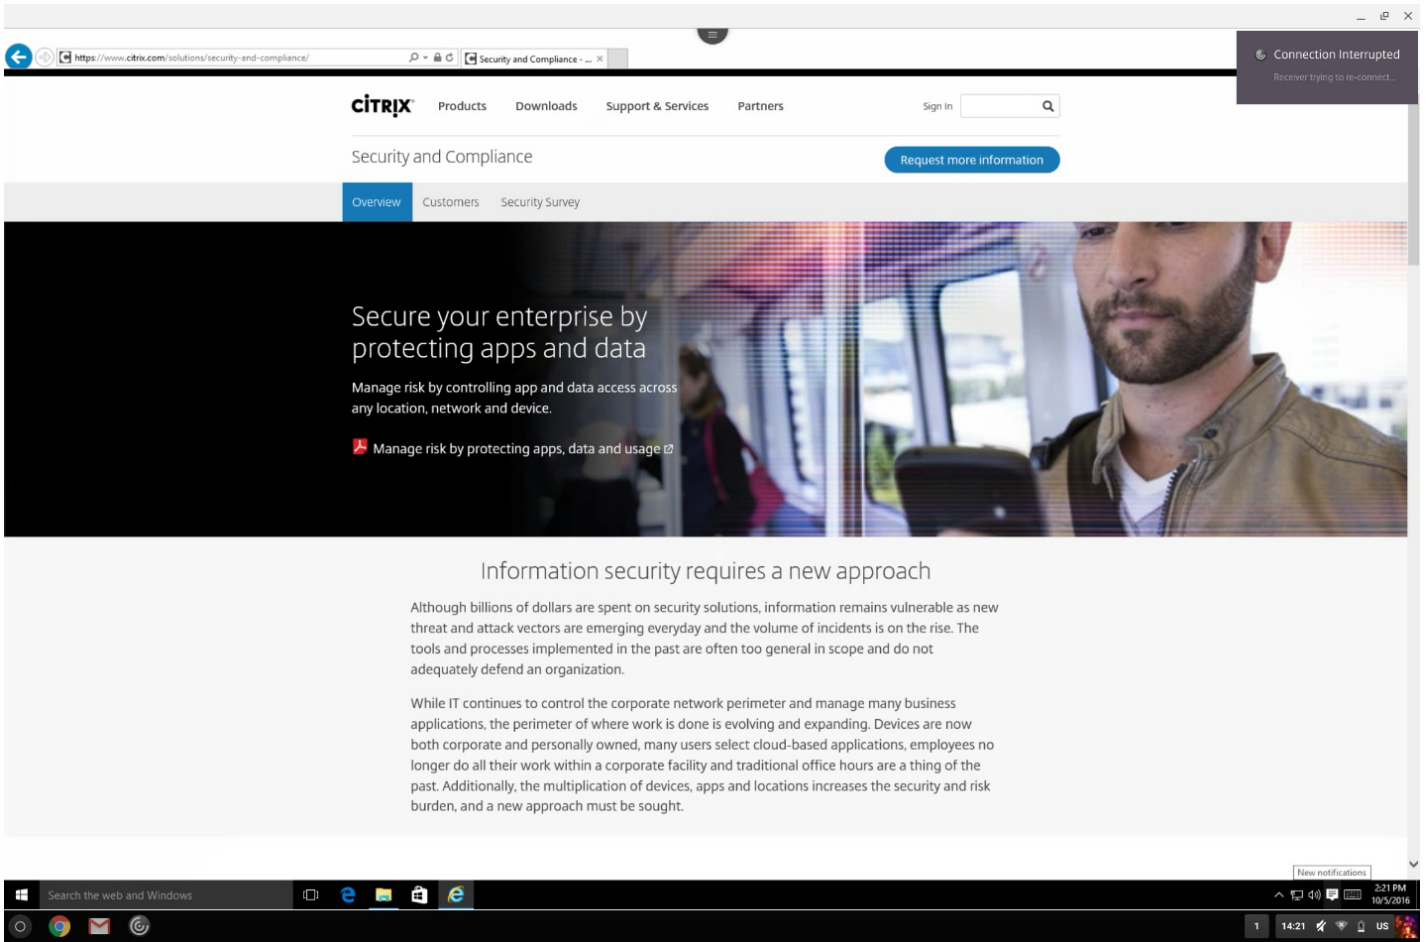 https://www.citrix.com/solutions/security-and-compliance/
Security and Compliance - ...
Connection Interrupted
Receiver trying to re-connect...
CITRIX
Products
Downloads
Support & Services
Partners
Sign In
Security and Compliance
Request more information
Overview
Customers
Security Survey
Secure your enterprise by
protecting apps and data
Manage risk by controlling app and data access across
any location, network and device.
Manage risk by protecting apps, data and usage
Information security requires a new approach
Although billions of dollars are spent on security solutions, information remains vulnerable as new
threat and attack vectors are emerging everyday and the volume of incidents is on the rise. The
tools and processes implemented in the past are often too general in scope and do not
adequately defend an organization.
While IT continues to control the corporate network perimeter and manage many business
applications, the perimeter of where work is done is evolving and expanding. Devices are now
both corporate and personally owned, many users select cloud-based applications, employees no
longer do all their work within a corporate facility and traditional office hours are a thing of the
past. Additionally, the multiplication of devices, apps and locations increases the security and risk
burden, and a new approach must be sought.
New notifications
Search the web and Windows
2:21 PM
10/5/2016
1
14:21
US